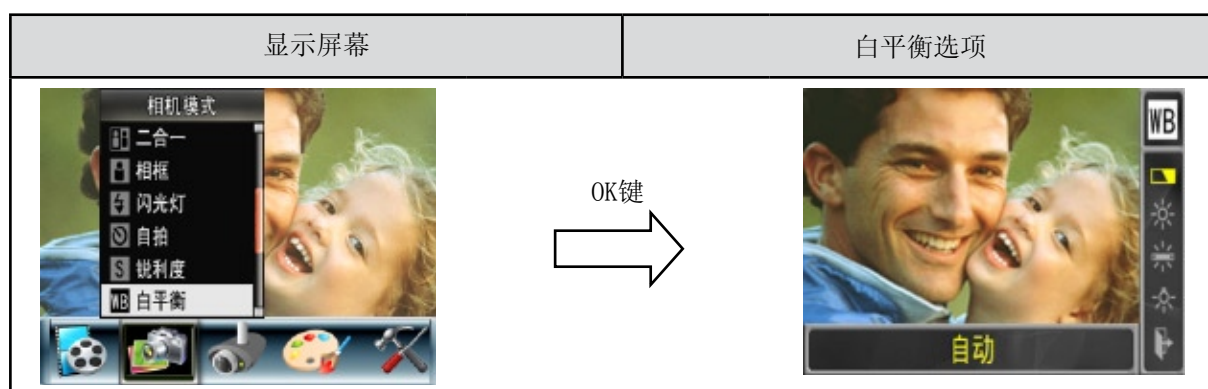 显示屏幕
白平衡选项
相机模式
二合一
相框
闪光灯
自拍
S 锐利度
WB 白平衡
OK键
WB
自动